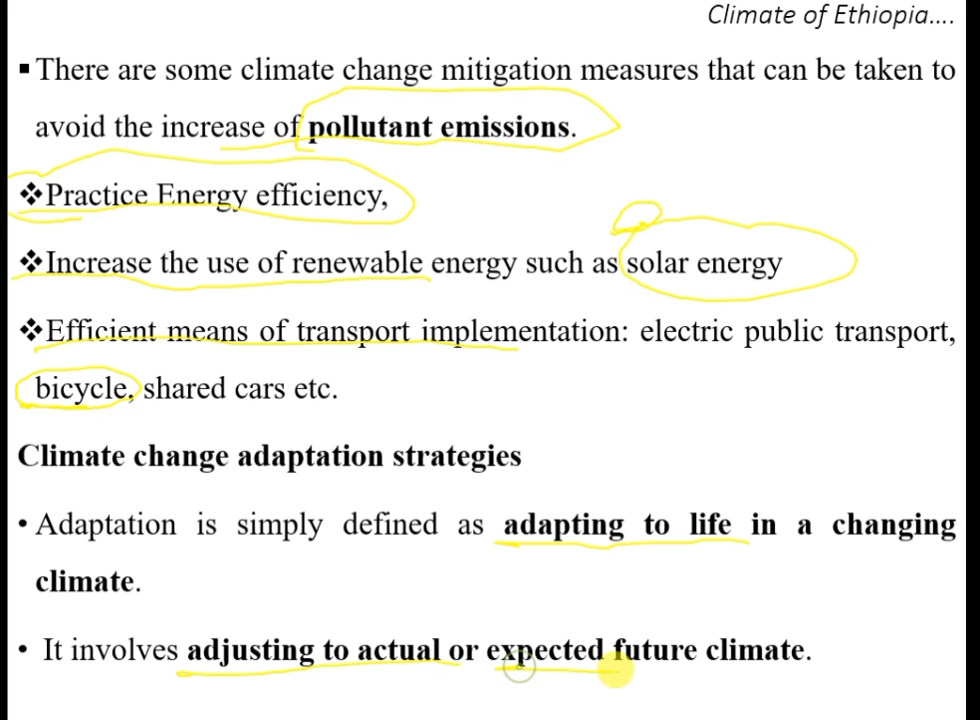 Climate of Ethiopia....
▪ There are some climate change mitigation measures that can be taken to
avoid the increase of pollutant emissions.
❖Practice Energy efficiency,
❖Increase the use of renewable energy such as solar energy
❖Efficient means of transport implementation: electric public transport,
bicycle, shared cars etc.
Climate change adaptation strategies
• Adaptation is simply defined as adapting to life in a changing
climate.
• It involves adjusting to actual or expected future climate.